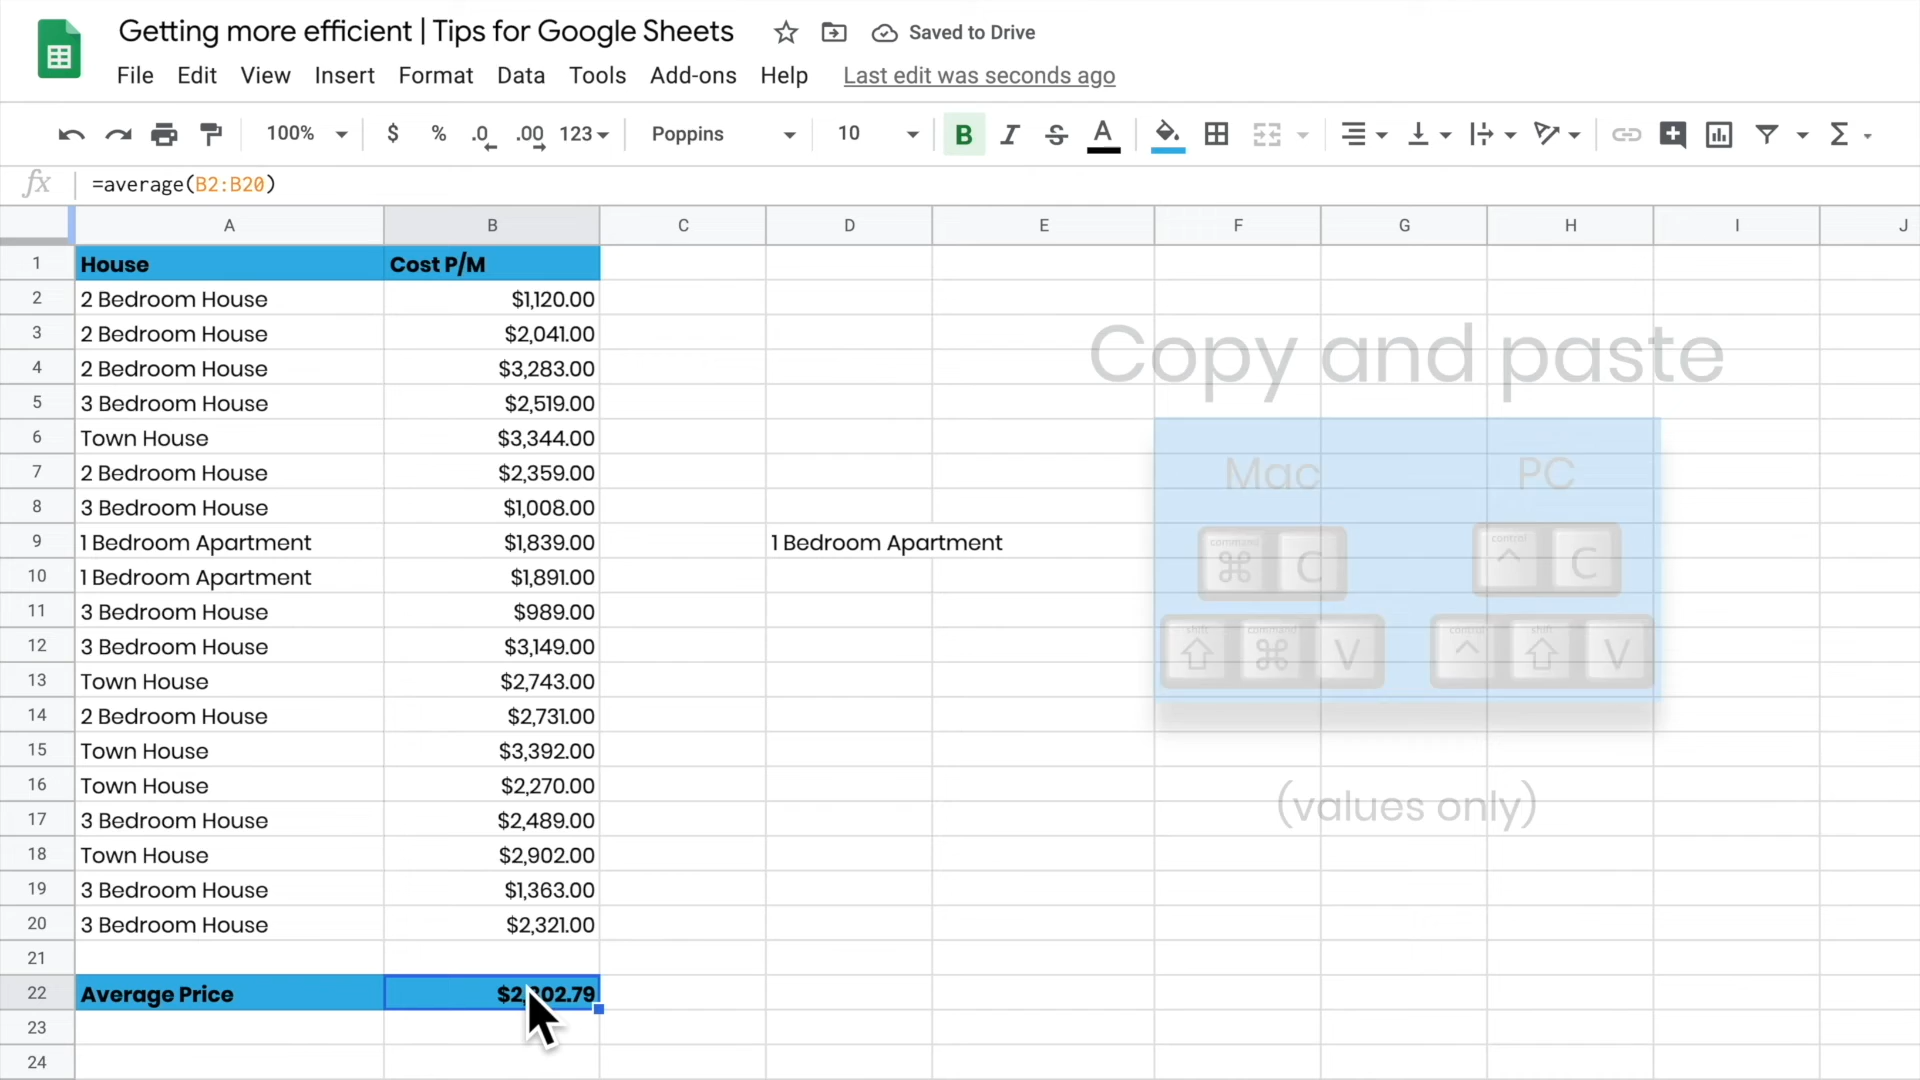 Getting more efficient | Tips for Google Sheets
Saved to Drive
File Edit View Insert Format Data Tools Add-ons Help Last edit was seconds ago
100% $ % .0 .00 123 Poppins 10 B I S A Σ
fx =average(B2:B20)
A B C D E F G H I J
1 House Cost P/M
2 2 Bedroom House $1,120.00
3 2 Bedroom House $2,041.00
4 2 Bedroom House $3,283.00
5 3 Bedroom House $2,519.00
6 Town House $3,344.00
7 2 Bedroom House $2,359.00
8 3 Bedroom House $1,008.00
9 1 Bedroom Apartment $1,839.00 1 Bedroom Apartment
10 1 Bedroom Apartment $1,891.00
11 3 Bedroom House $989.00
12 3 Bedroom House $3,149.00
13 Town House $2,743.00
14 2 Bedroom House $2,731.00
15 Town House $3,392.00
16 Town House $2,270.00
17 3 Bedroom House $2,489.00
18 Town House $2,902.00
19 3 Bedroom House $1,363.00
20 3 Bedroom House $2,321.00
21
22 Average Price
23
24
Copy and paste
Mac PC
command ⌘ C control ^ C
shift ⇧ command ⌘ V control ^ shift ⇧ V
(values only)